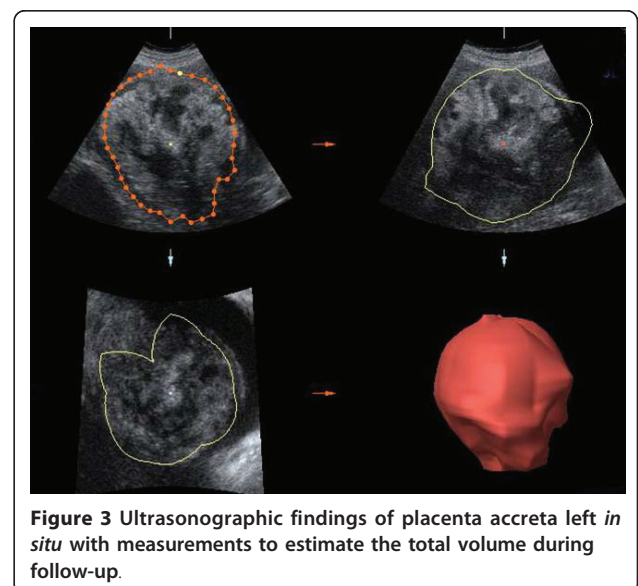 Figure 3 Ultrasonographic findings of placenta accreta left in
situ with measurements to estimate the total volume during
follow-up.